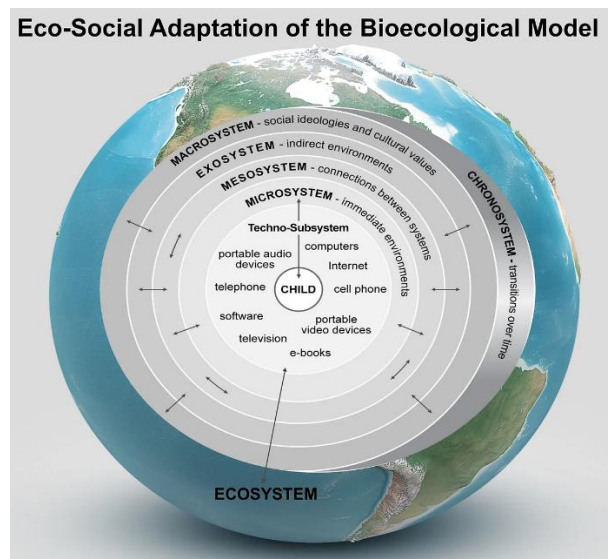 Eco-Social Adaptation of the Bioecological Model
MACROSYSTEM - social ideologies and cultural values
EXOSYSTEM - indirect environments
MESOSYSTEM - connections between systems
MICROSYSTEM - immediate environments
CHRONOSYSTEM - transitions over time
Techno-Subsystem
computers
portable audio
devices
Internet
telephone
CHILD
cell phone
software
portable
video devices
television
e-books
ECOSYSTEM